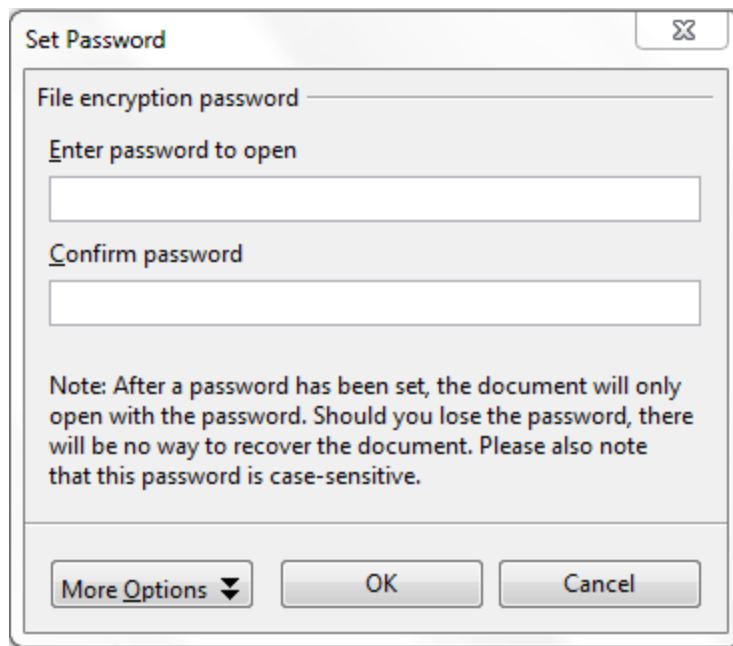 Set Password
File encryption password
Enter password to open
Confirm password
Note: After a password has been set, the document will only
open with the password. Should you lose the password, there
will be no way to recover the document. Please also note
that this password is case-sensitive.
More Options
OK
Cancel